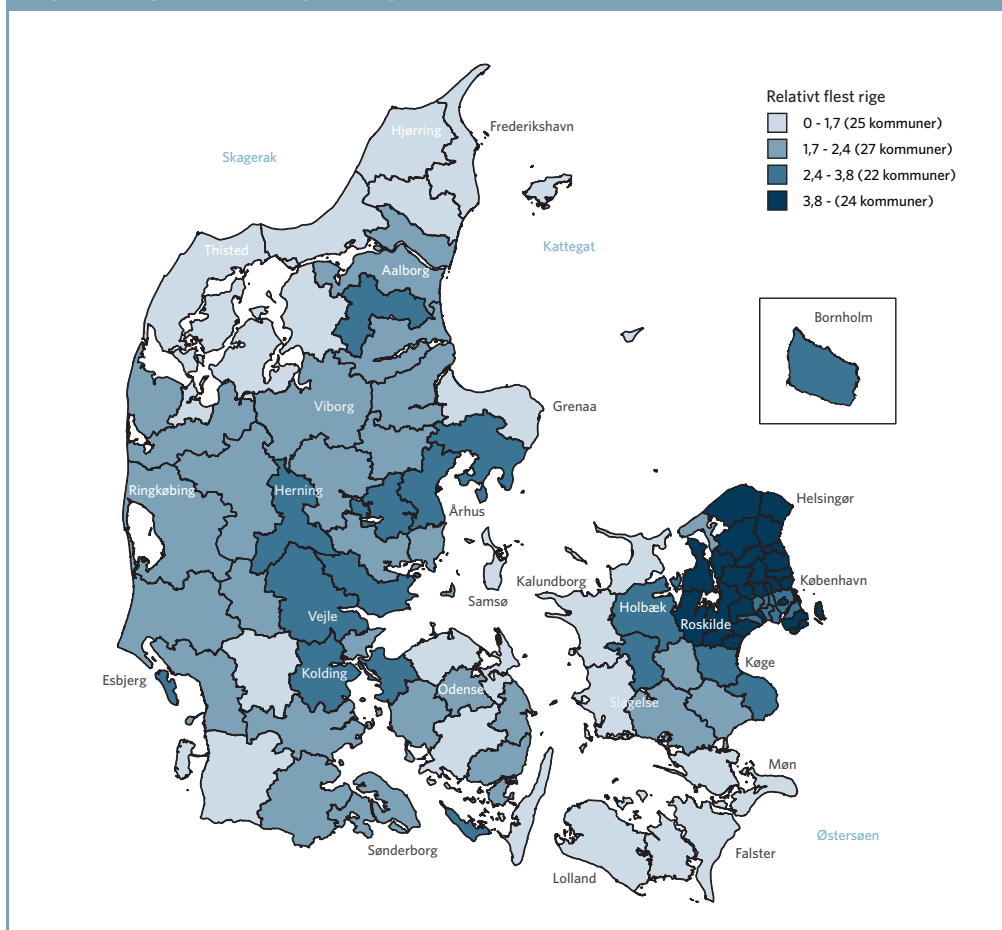 Relativt flest rige
0 - 1,7 (25 kommuner)
1,7 - 2,4 (27 kommuner)
2,4 - 3,8 (22 kommuner)
3,8 - (24 kommuner)
Hjørring
Frederikshavn
Skagerak
Kattegat
Thisted
Aalborg
Bornholm
Viborg
Grenaa
Ringkøbing
Herning
Århus
Helsingør
København
Kalundborg
Samsø
Holbæk
Roskilde
Vejle
Køge
Kolding
Esbjerg
Odense
Slagelse
Møn
Østersøen
Sønderborg
Falster
Lolland